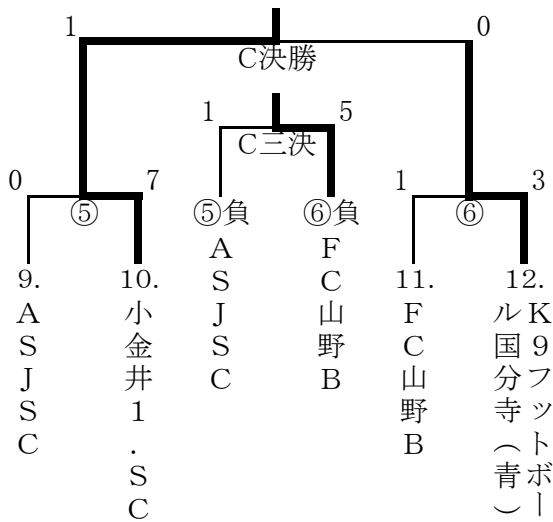 1
0
C決勝
1
5
C三決
0
7
1
3
⑤
⑤負
⑥負
⑥
9.
10.
11.
12.
ASJSC
小金井1.SC
ASJSC
FC山野B
FC山野B
K9フットボー
ル国分寺(青)